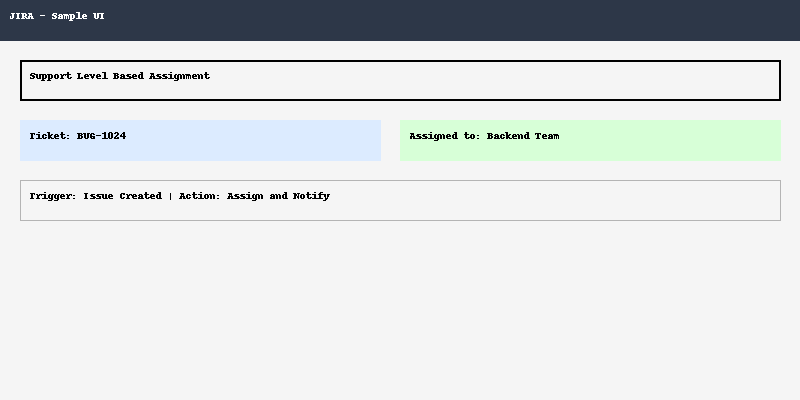 JIRA - Sample UI
Support Level Based Assignment
Ticket: BUG-1024
Assigned to: Backend Team
Trigger: Issue Created | Action: Assign and Notify